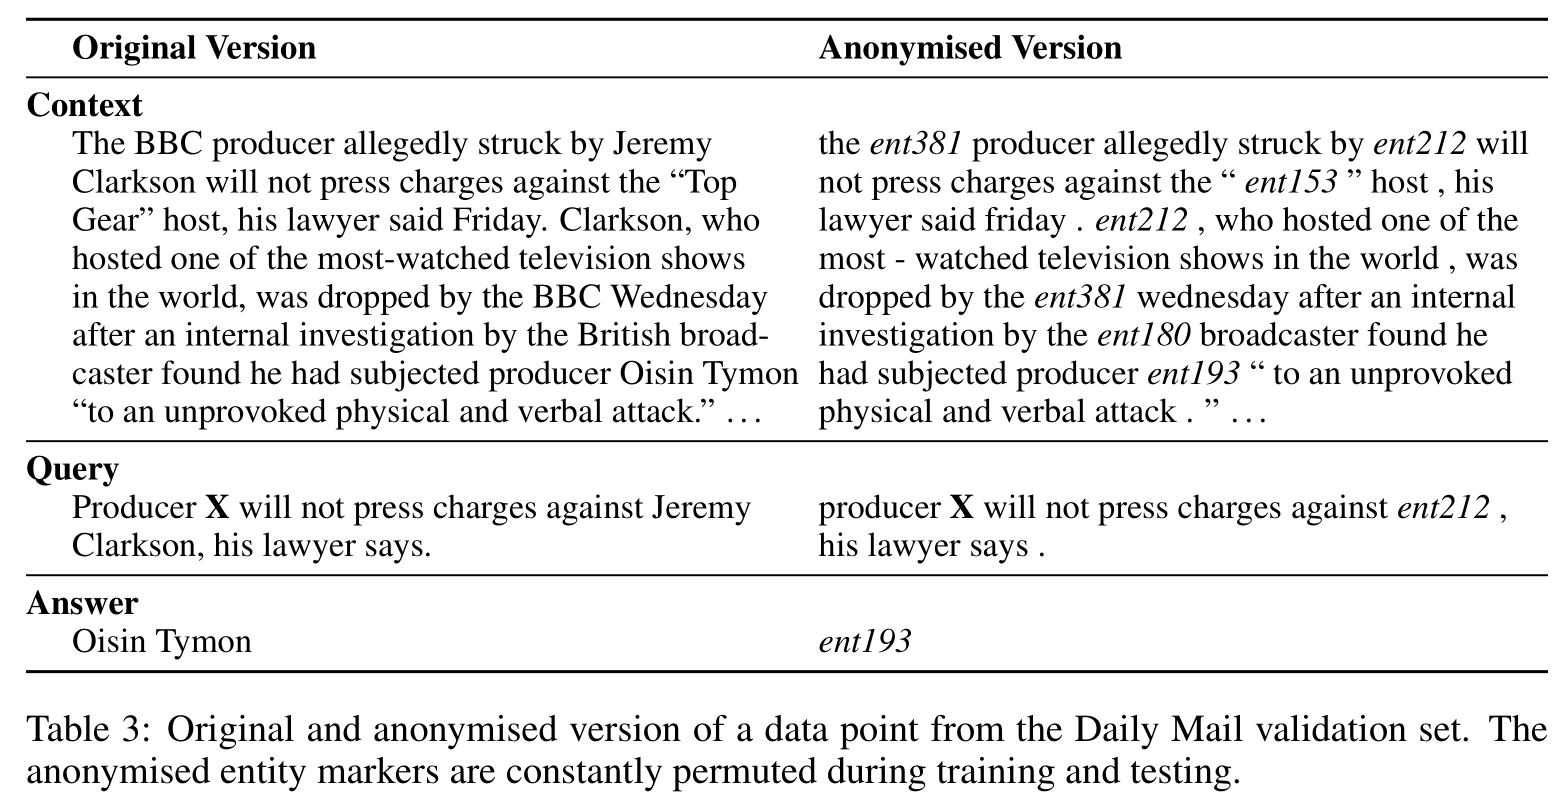 Original Version Anonymised Version
Context
The BBC producer allegedly struck by Jeremy
Clarkson will not press charges against the “Top
Gear” host, his lawyer said Friday. Clarkson, who
hosted one of the most-watched television shows
in the world, was dropped by the BBC Wednesday
after an internal investigation by the British broad-
caster found he had subjected producer Oisin Tymon
“to an unprovoked physical and verbal attack.” ...
the ent381 producer allegedly struck by ent212 will
not press charges against the “ ent153 ” host , his
lawyer said friday . ent212 , who hosted one of the
most - watched television shows in the world , was
dropped by the ent381 wednesday after an internal
investigation by the ent180 broadcaster found he
had subjected producer ent193 “ to an unprovoked
physical and verbal attack . ” ...
Query
Producer X will not press charges against Jeremy
Clarkson, his lawyer says.
producer X will not press charges against ent212 ,
his lawyer says .
Answer
Oisin Tymon
ent193
Table 3: Original and anonymised version of a data point from the Daily Mail validation set. The
anonymised entity markers are constantly permuted during training and testing.